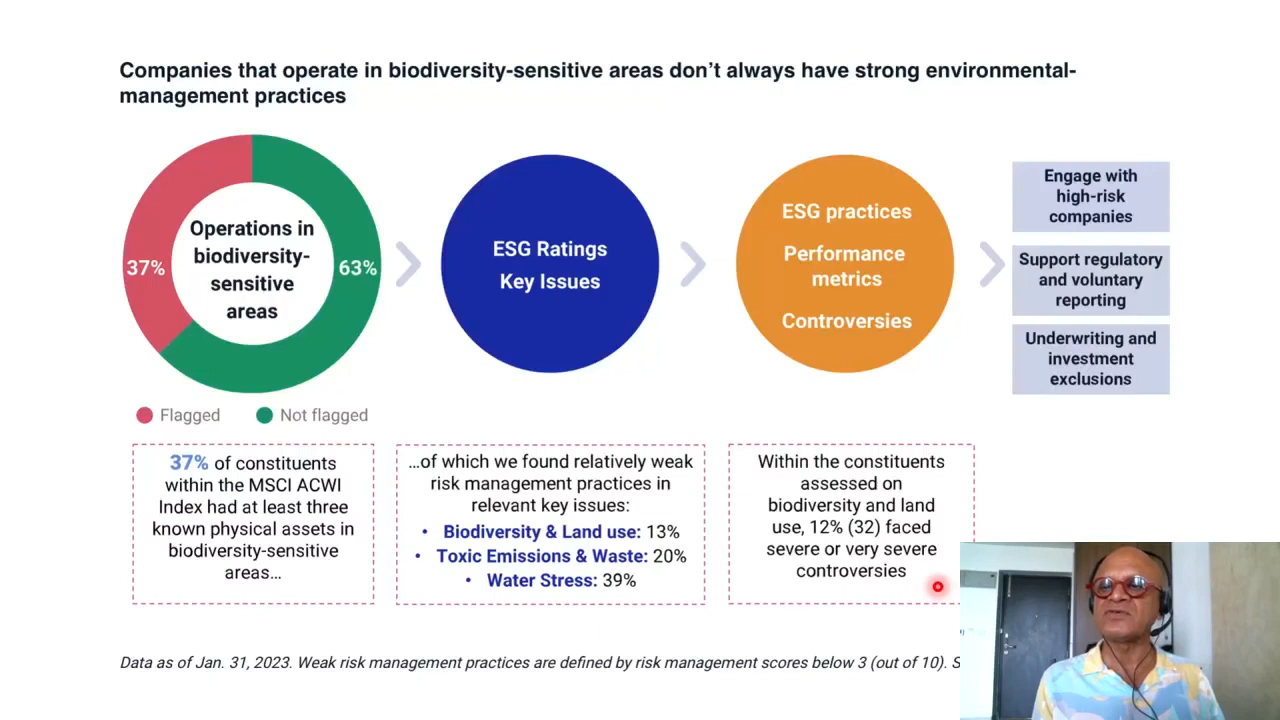 Companies that operate in biodiversity-sensitive areas don’t always have strong environmental-
management practices
Operations in
biodiversity-
sensitive
areas
37%
63%
Flagged
Not flagged
ESG Ratings
Key Issues
ESG practices
Performance
metrics
Controversies
Engage with
high-risk
companies
Support regulatory
and voluntary
reporting
Underwriting and
investment
exclusions
37% of constituents
within the MSCI ACWI
Index had at least three
known physical assets in
biodiversity-sensitive
areas…
…of which we found relatively weak
risk management practices in
relevant key issues:
• Biodiversity & Land use: 13%
• Toxic Emissions & Waste: 20%
• Water Stress: 39%
Within the constituents
assessed on
biodiversity and land
use, 12% (32) faced
severe or very severe
controversies
Data as of Jan. 31, 2023. Weak risk management practices are defined by risk management scores below 3 (out of 10).